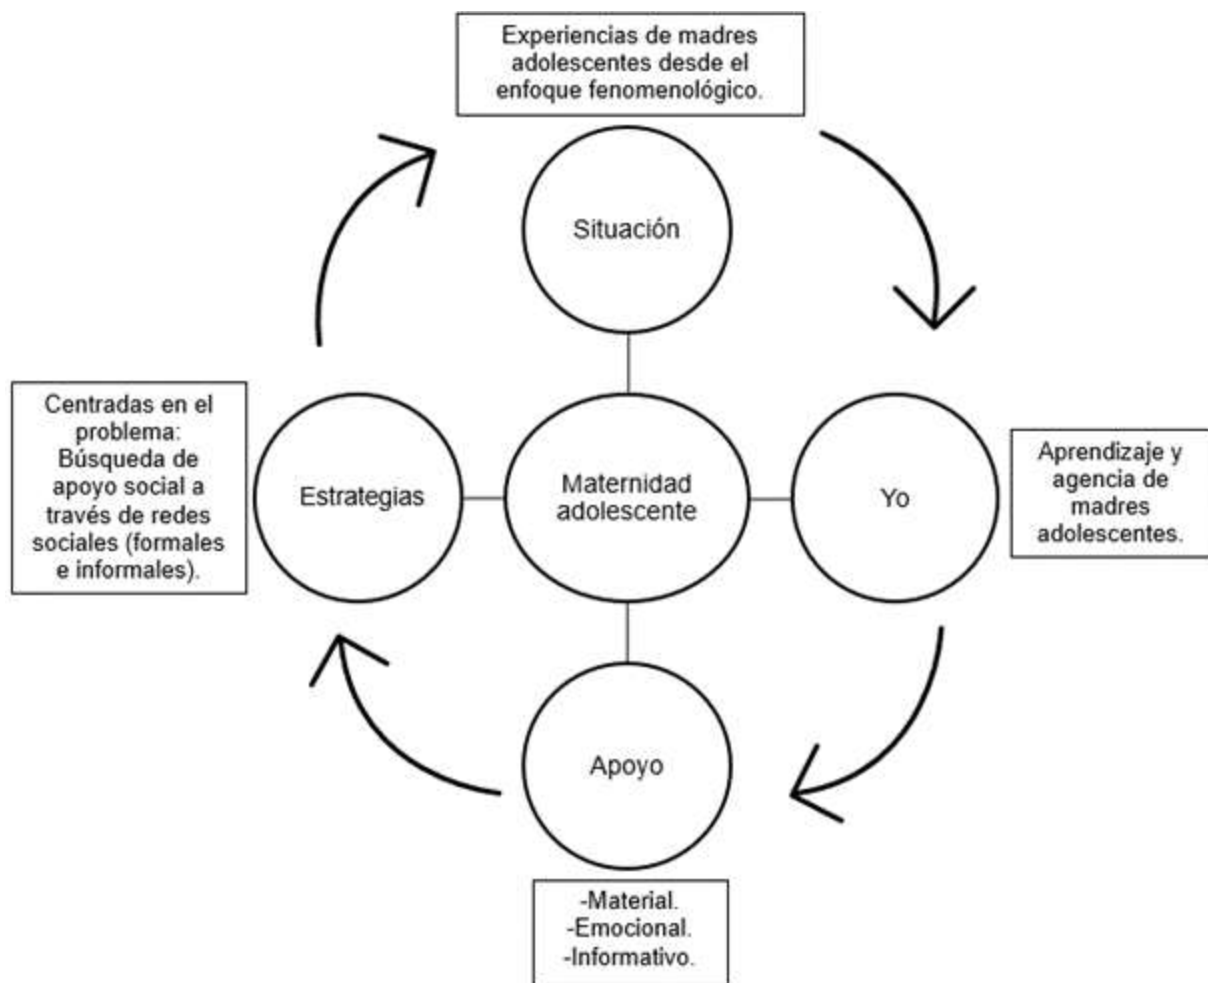 Experiencias de madres
adolescentes desde el
enfoque fenomenológico.
Situación
Centradas en el
problema:
Búsqueda de
apoyo social a
través de redes
sociales (formales
e informales).
Estrategias
Maternidad
adolescente
Yo
Aprendizaje y
agencia de
madres
adolescentes.
Apoyo
-Material.
-Emocional.
-Informativo.